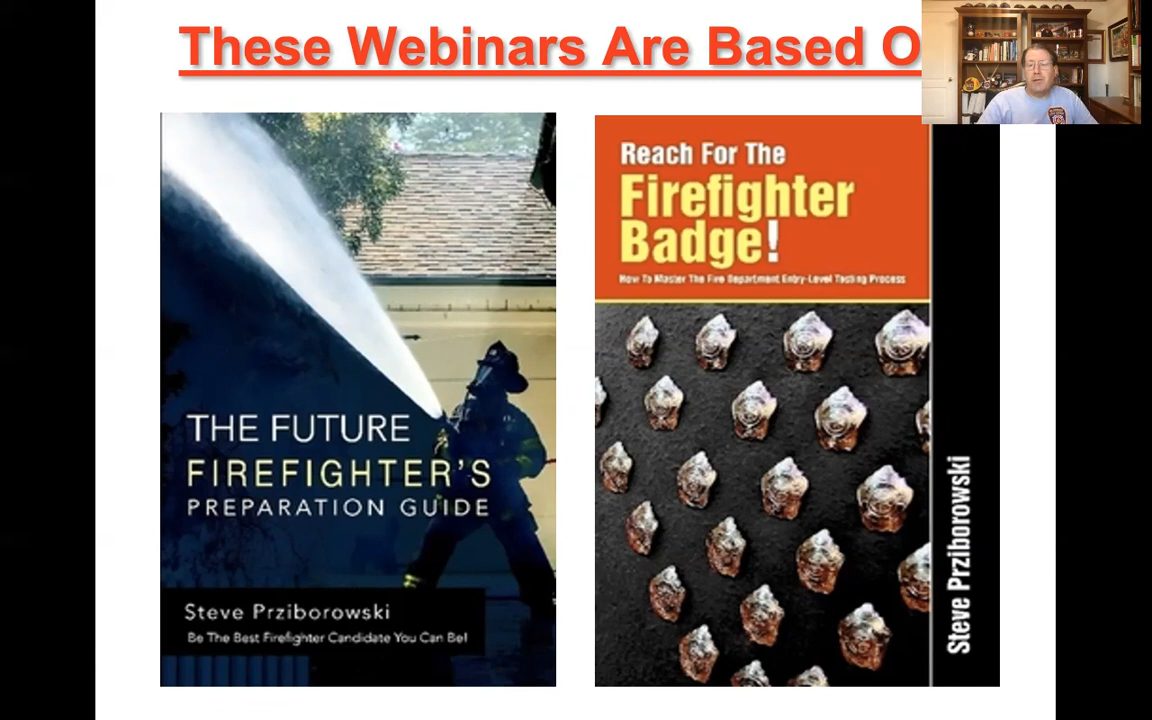 These Webinars Are Based O
THE FUTURE
FIREFIGHTER'S
PREPARATION GUIDE
Steve Prziborowski
Be The Best Firefighter Candidate You Can Be!
Reach For The
Firefighter
Badge!
How To Master The Fire Department Entry-Level Testing Process
Steve Prziborowski